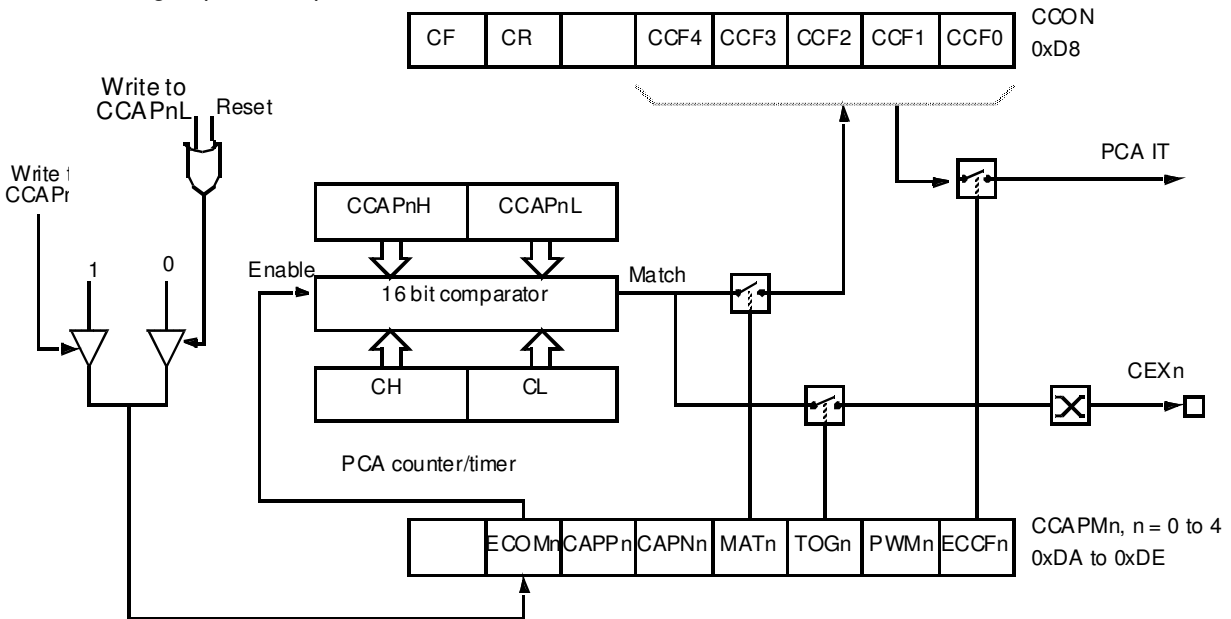 CCON
CF CR CCF4 CCF3 CCF2 CCF1 CCF0
0xD8
Write to
CCAPnL
Reset
PCA IT
Write
CCAPnH CCAPnL
1 0
Enable
Match
16 bit comparator
CH CL
CEXn
PCA counter/timer
CCAPMn, n = 0 to 4
ECOMn CAPPn CAPNn MATn TOGn PWMn ECCFn
0xDA to 0xDE